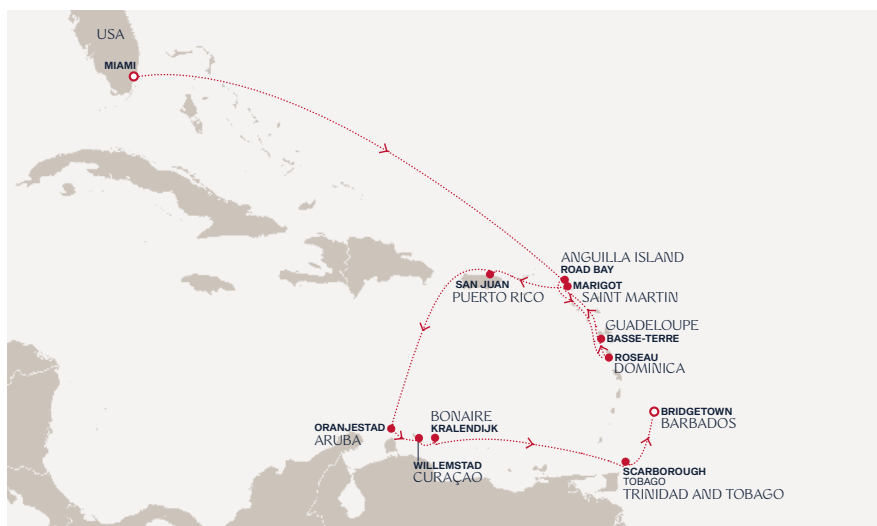 USA
MIAMI
ANGUILLA ISLAND
ROAD BAY
MARIGOT
SAINT MARTIN
SAN JUAN
PUERTO RICO
GUADELOUPE
BASSE-TERRE
ROSEAU
DOMINICA
BONAIRE
KRALENDIJK
ORANJESTAD
ARUBA
WILLEMSTAD
CURAÇAO
BRIDGETOWN
BARBADOS
SCARBOROUGH
TOBAGO
TRINIDAD AND TOBAGO